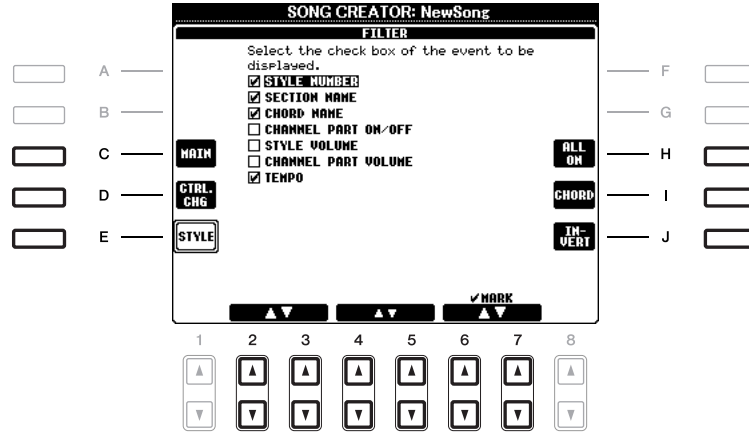 SONG CREATOR: NewSong
FILTER
Select the check box of the event to be
displayed.
STYLE NUMBER
SECTION NAME
CHORD NAME
CHANNEL PART ON/OFF
STYLE VOLUME
CHANNEL PART VOLUME
TEMPO
A
B
C
D
E
MAIN
CTRL.
CHG
STYLE
F
G
H
I
J
ALL
ON
CHORD
IN-
VERT
✓MARK
1 2 3 4 5 6 7 8